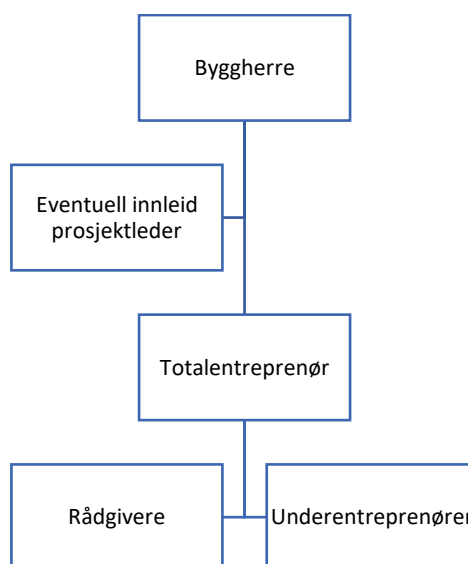 Byggherre
Eventuell innleid
prosjektleder
Totalentreprenør
Rådgivere
Underentreprenører